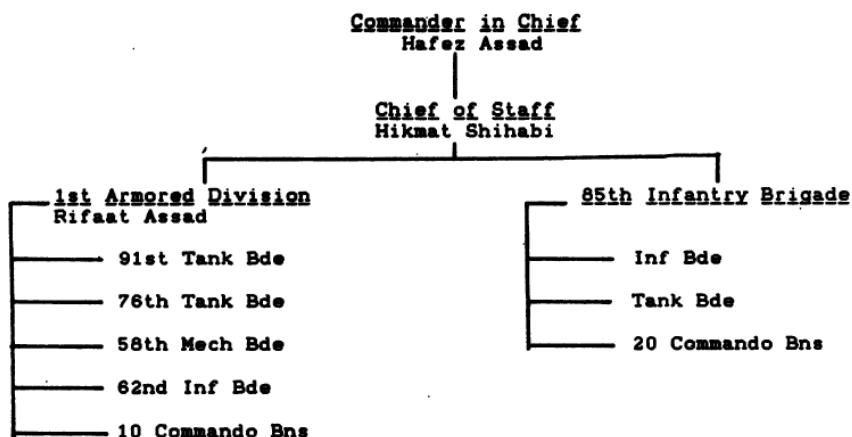 Commander in Chief
Hafez Assad
Chief of Staff
Hikmat Shihabi
1st Armored Division
Rifaat Assad
91st Tank Bde
76th Tank Bde
58th Mech Bde
62nd Inf Bde
10 Commando Bns
85th Infantry Brigade
Inf Bde
Tank Bde
20 Commando Bns